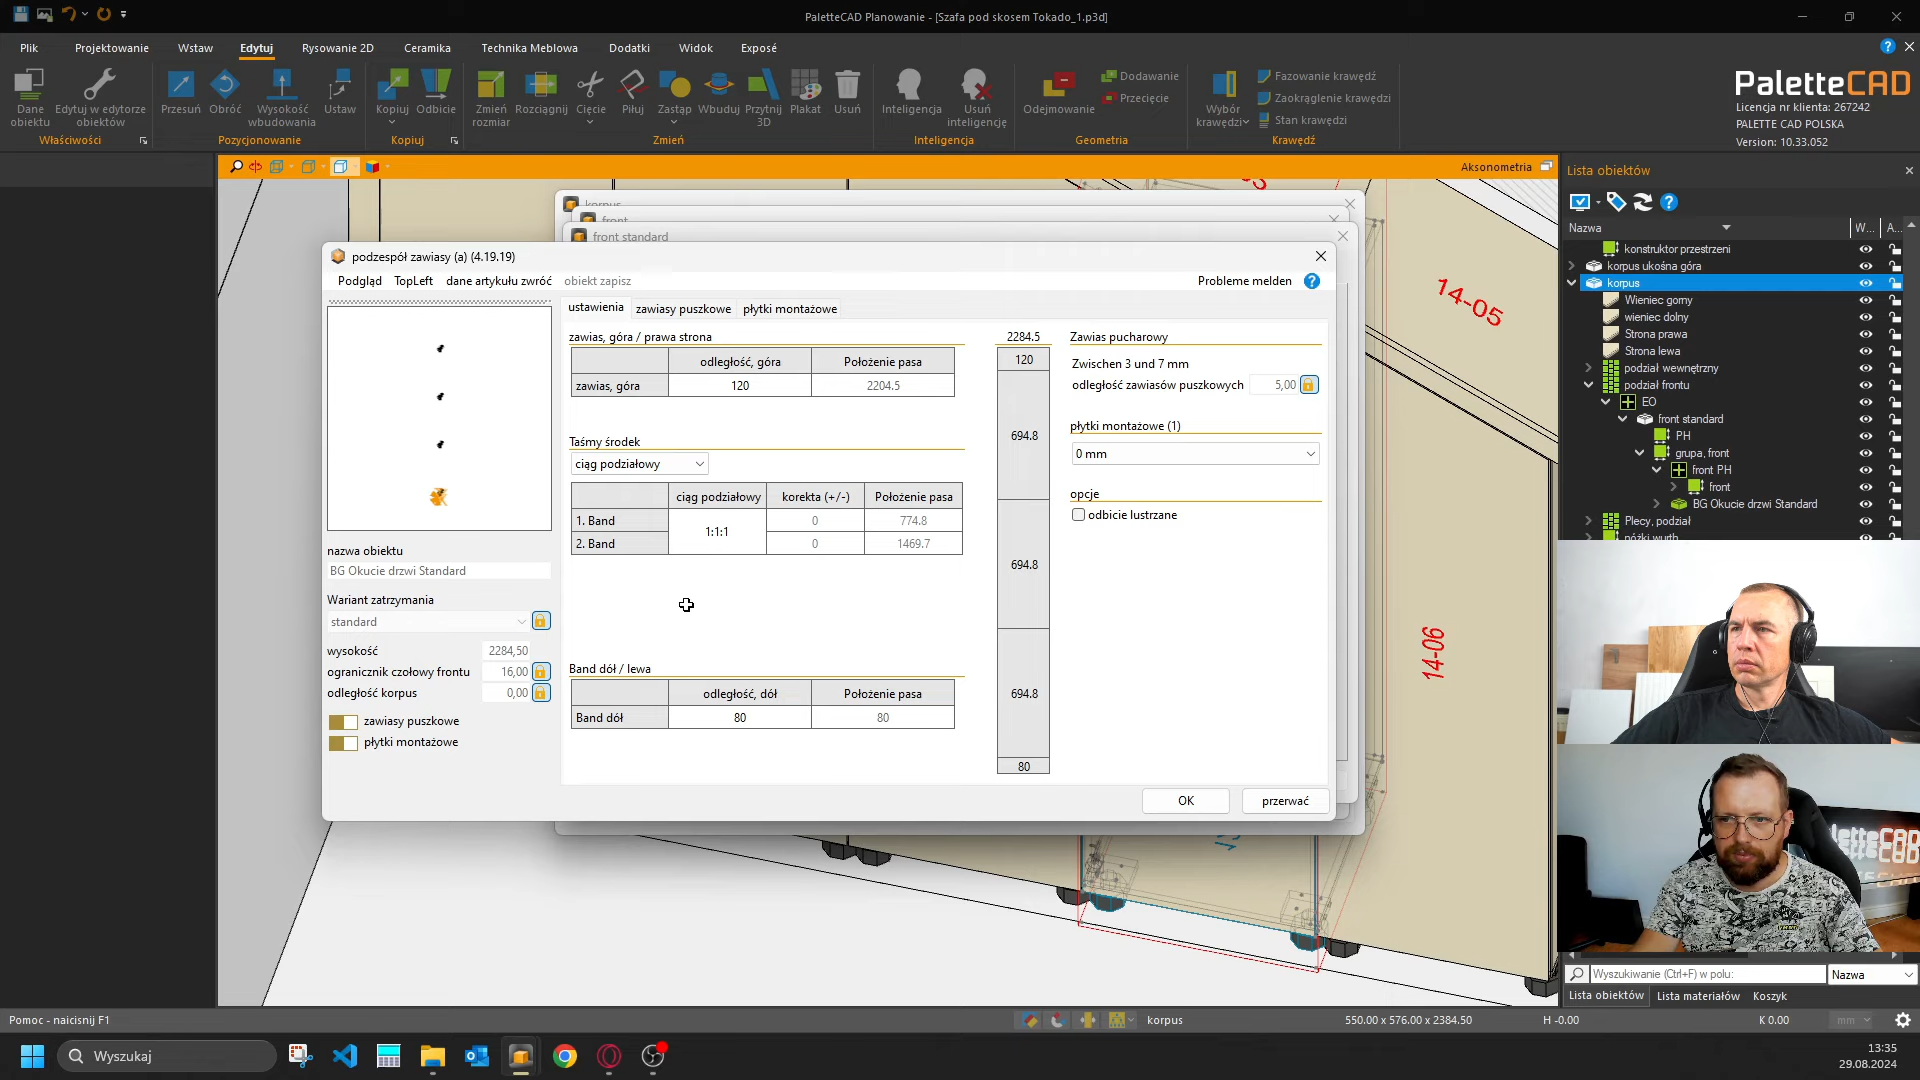 PaletteCAD Planowanie - [Szafa pod skosem Tokado_1.p3d]
Plik Projektowanie Wstaw Edytuj Rysowanie 2D Ceramika Technika Meblowa Dodatki Widok Exposé
Dane obiektu
Edytuj w edytorze obiektów
Właściwości
Przesuń
Obróć
Wysokość wbudowania
Ustaw
Pozycjonowanie
Kopiuj
Odbicie
Kopiuj
Zmień rozmiar
Rozciągnij
Cięcie
Piłuj
Zastąp
Wbuduj
Przytnij 3D
Plakat
Usuń
Zmień
Inteligencja
Usuń inteligencję
Inteligencja
Odejmowanie
Dodawanie
Przecięcie
Geometria
Wybór krawędzi
Fazowanie krawędzi
Zaokrąglenie krawędzi
Stan krawędzi
Krawędź
PaletteCAD
Licencja nr klienta: 267242
PALETTE CAD POLSKA
Version: 10.33.052
Aksonometria
korpus
front
front standard
podzespół zawiasy (a) (4.19.19)
Podgląd TopLeft dane artykułu zwróć obiekt zapisz
Probleme melden
nazwa obiektu
BG Okucie drzwi Standard
Wariant zatrzymania
standard
wysokość 2284,50
ogranicznik czołowy frontu 16,00
odległość korpus 0,00
zawiasy puszkowe
płytki montażowe
ustawienia zawiasy puszkowe płytki montażowe
zawias, góra / prawa strona
odległość, góra Położenie pasa
zawias, góra 120 2204.5
Taśmy środek
ciąg podziałowy
ciąg podziałowy korekta (+/-) Położenie pasa
1. Band 0 774.8
1:1:1
2. Band 0 1469.7
Band dół / lewa
odległość, dół Położenie pasa
Band dół 80 80
2284.5
120
694.8
694.8
694.8
80
Zawias pucharowy
Zwischen 3 und 7 mm
odległość zawiasów puszkowych 5,00
płytki montażowe (1)
0 mm
opcje
odbicie lustrzane
OK przerwać
14-05
14-06
Lista obiektów
Nazwa W... A...
konstruktor przestrzeni
korpus ukośna góra
korpus
Wieniec gorny
wieniec dolny
Strona prawa
Strona lewa
podział wewnętrzny
podział frontu
EO
front standard
PH
grupa, front
front PH
front
BG Okucie drzwi Standard
Plecy, podział
nóżki wurth
PaletteCAD
Wyszukiwanie (Ctrl+F) w polu: Nazwa
Lista obiektów Lista materiałów Koszyk
Pomoc - naicisnij F1
korpus
550.00 x 576.00 x 2384.50
H -0.00
K 0.00
mm
Wyszukaj
13:35
29.08.2024